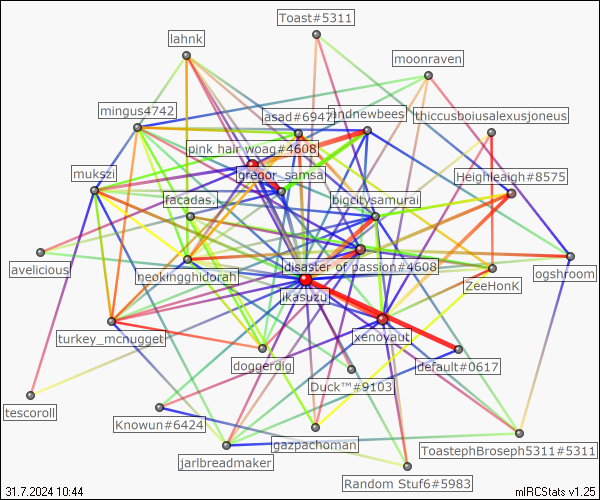 Toast#5311
lahnk
moonraven
mingus4742
asad#6947
andnewbees
thiccusboiusalexusjoneus
pink hair woag#4608
mukszi
gregor_samsa
Heighleaigh#8575
facadas.
bigcitysamurai
avelicious
neokingghidorah
disaster of passion#4608
ogshroom
ZeeHonK
ikasuzu
turkey_mcnugget
xenovaut
doggerdig
default#0617
Duck™#9103
tescoroll
Knowun#6424
gazpachoman
ToastephBroseph5311#5311
jarlbreadmaker
Random Stuf6#5983
31.7.2024 10:44
mIRCStats v1.25